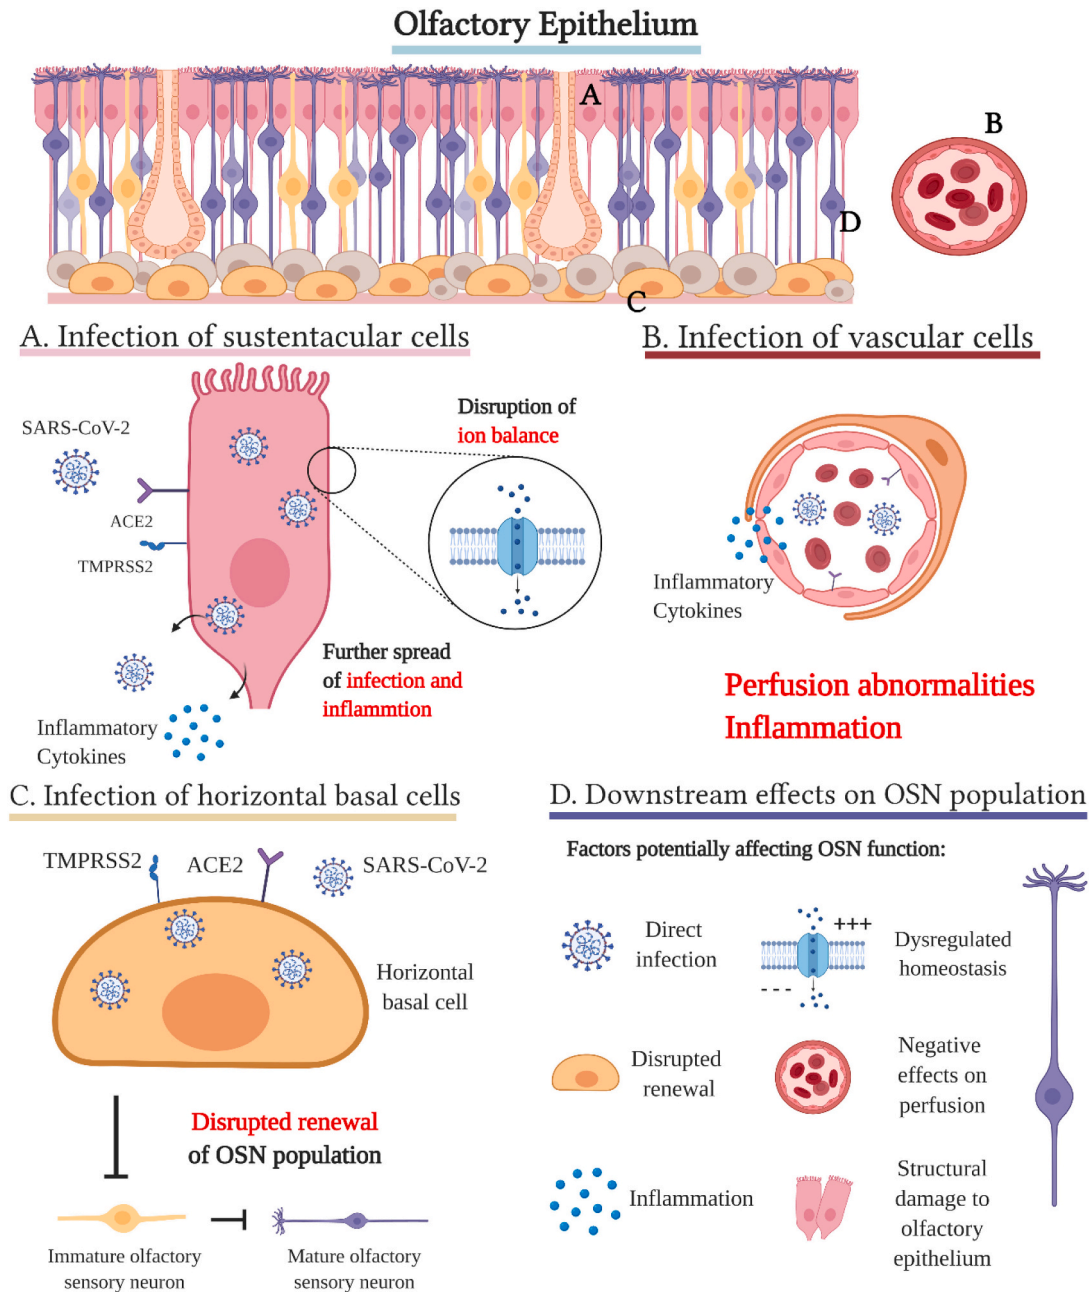 Olfactory Epithelium
A
B
D
C
A. Infection of sustentacular cells
SARS-CoV-2
ACE2
TMPRSS2
Disruption of
ion balance
Further spread
of infection and
inflammtion
Inflammatory
Cytokines
B. Infection of vascular cells
Inflammatory
Cytokines
Perfusion abnormalities
Inflammation
C. Infection of horizontal basal cells
TMPRSS2
ACE2
SARS-CoV-2
Horizontal
basal cell
Disrupted renewal
of OSN population
Immature olfactory
sensory neuron
Mature olfactory
sensory neuron
D. Downstream effects on OSN population
Factors potentially affecting OSN function:
Direct
infection
+++
- - -
Dysregulated
homeostasis
Disrupted
renewal
Negative
effects on
perfusion
Inflammation
Structural
damage to
olfactory
epithelium